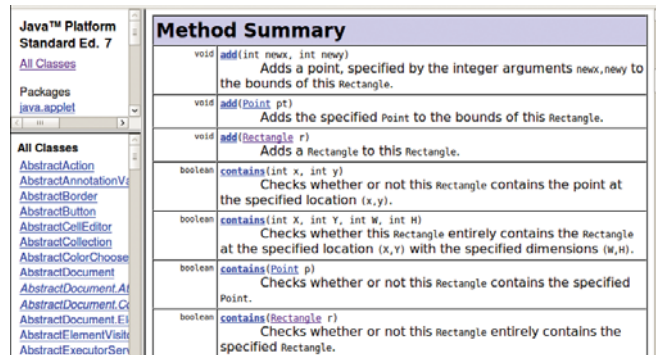 Java™ Platform
Standard Ed. 7
All Classes
Packages
java.applet
All Classes
AbstractAction
AbstractAnnotationVa
AbstractBorder
AbstractButton
AbstractCellEditor
AbstractCollection
AbstractColorChoose
AbstractDocument
AbstractDocument.At
AbstractDocument.Co
AbstractDocument.El
AbstractElementVisit
AbstractExecutorServ
Method Summary
void add(int newx, int newy)
Adds a point, specified by the integer arguments newx,newy to
the bounds of this Rectangle.
void add(Point pt)
Adds the specified Point to the bounds of this Rectangle.
void add(Rectangle r)
Adds a Rectangle to this Rectangle.
boolean contains(int x, int y)
Checks whether or not this Rectangle contains the point at
the specified location (x,y).
boolean contains(int X, int Y, int W, int H)
Checks whether this Rectangle entirely contains the Rectangle
at the specified location (X,Y) with the specified dimensions (W,H).
boolean contains(Point p)
Checks whether or not this Rectangle contains the specified
Point.
boolean contains(Rectangle r)
Checks whether or not this Rectangle entirely contains the
specified Rectangle.